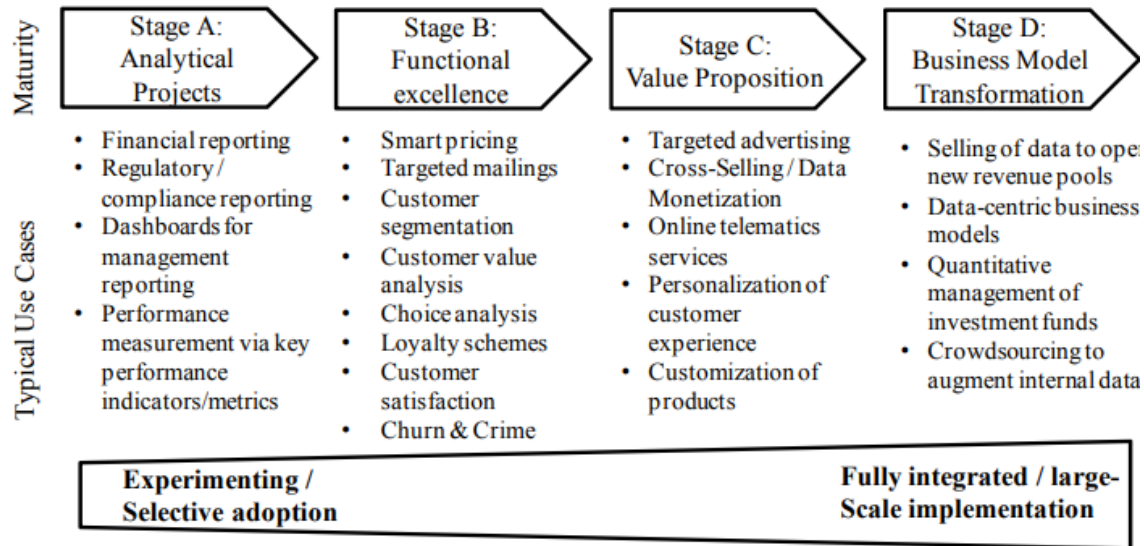 Maturity
Stage A:
Analytical
Projects
Stage B:
Functional
excellence
Stage C:
Value Proposition
Stage D:
Business Model
Transformation
Typical Use Cases
• Financial reporting
• Regulatory /
compliance reporting
• Dashboards for
management
reporting
• Performance
measurement via key
performance
indicators/metrics
• Smart pricing
• Targeted mailings
• Customer
segmentation
• Customer value
analysis
• Choice analysis
• Loyalty schemes
• Customer
satisfaction
• Churn & Crime
• Targeted advertising
• Cross-Selling / Data
Monetization
• Online telematics
services
• Personalization of
customer
experience
• Customization of
products
• Selling of data to open
new revenue pools
• Data-centric business
models
• Quantitative
management of
investment funds
• Crowdsourcing to
augment internal data
Experimenting /
Selective adoption
Fully integrated / large-
Scale implementation